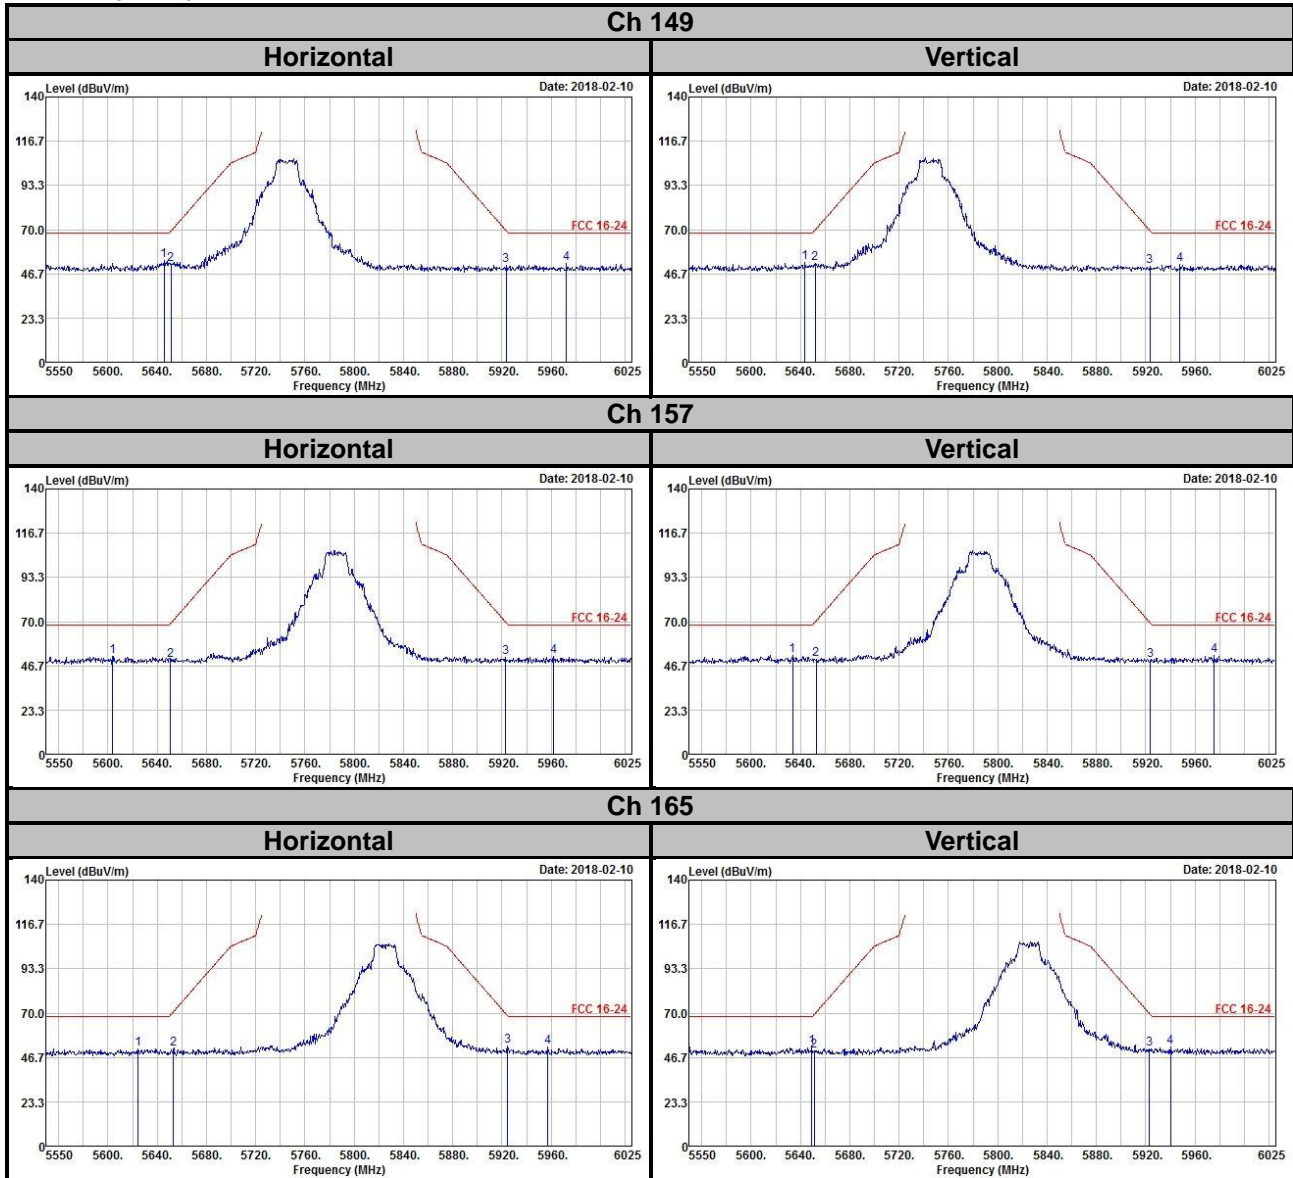 Ch 149
Horizontal Vertical
Level (dBuV/m) Date: 2018-02-10 Level (dBuV/m) Date: 2018-02-10
140 140
116.7 116.7
93.3 93.3
70.0 FCC 16-24 70.0 FCC 16-24
1 2 3 4 1 2 3 4
46.7 46.7
23.3 23.3
0 0
5550 5600. 5640. 5680. 5720. 5760. 5800. 5840. 5880. 5920. 5960. 6025 5550 5600. 5640. 5680. 5720. 5760. 5800. 5840. 5880. 5920. 5960. 6025
Frequency (MHz) Frequency (MHz)
Ch 157
Horizontal Vertical
Level (dBuV/m) Date: 2018-02-10 Level (dBuV/m) Date: 2018-02-10
140 140
116.7 116.7
93.3 93.3
70.0 FCC 16-24 70.0 FCC 16-24
1 2 3 4 1 2 3 4
46.7 46.7
23.3 23.3
0 0
5550 5600. 5640. 5680. 5720. 5760. 5800. 5840. 5880. 5920. 5960. 6025 5550 5600. 5640. 5680. 5720. 5760. 5800. 5840. 5880. 5920. 5960. 6025
Frequency (MHz) Frequency (MHz)
Ch 165
Horizontal Vertical
Level (dBuV/m) Date: 2018-02-10 Level (dBuV/m) Date: 2018-02-10
140 140
116.7 116.7
93.3 93.3
70.0 FCC 16-24 70.0 FCC 16-24
1 2 3 4 1 2 3 4
46.7 46.7
23.3 23.3
0 0
5550 5600. 5640. 5680. 5720. 5760. 5800. 5840. 5880. 5920. 5960. 6025 5550 5600. 5640. 5680. 5720. 5760. 5800. 5840. 5880. 5920. 5960. 6025
Frequency (MHz) Frequency (MHz)